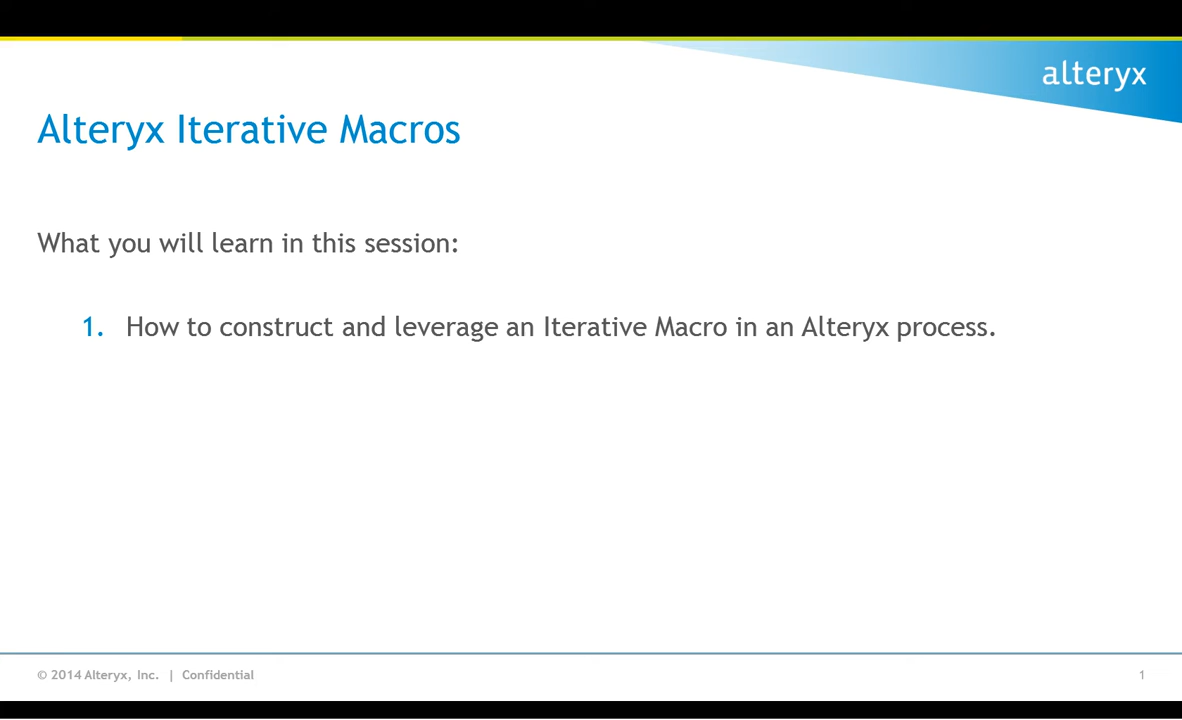 alteryx
Alteryx Iterative Macros
What you will learn in this session:
1. How to construct and leverage an Iterative Macro in an Alteryx process.
© 2014 Alteryx, Inc. | Confidential
1